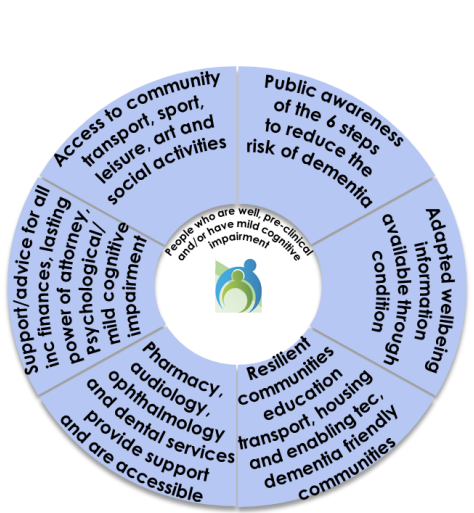 Access to community
transport, sport,
leisure, art and
social activities
Public awareness
of the 6 steps
to reduce the
risk of dementia
Adapted wellbeing
information
available through
condition
Resilient
communities
education
transport, housing
and enabling tec,
dementia friendly
communities
Pharmacy,
audiology,
ophthalmology
and dental services
provide support
and are accessible
Support/advice for all
inc finances, lasting
power of attorney,
Psychological/
mild cognitive
impairment
People who are well, pre-clinical
and/or have mild cognitive
impairment